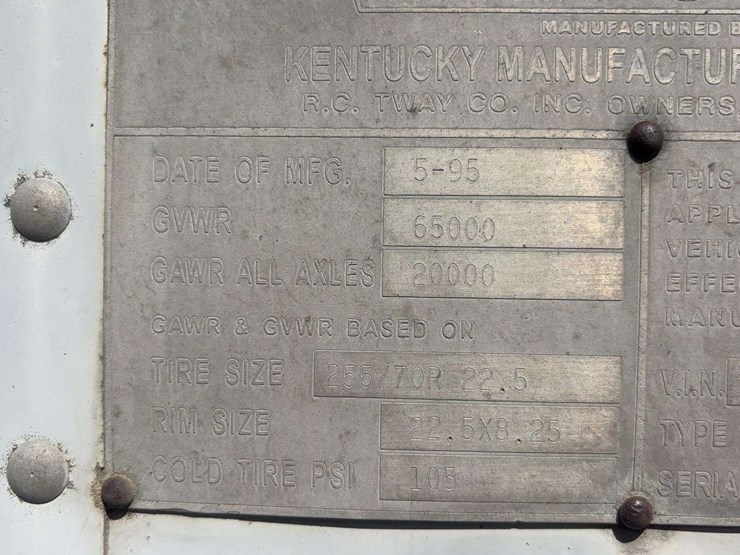 MANUFACTURED B
KENTUCKY MANUFACTUR
R.C. TWAY CO. INC. OWNERS
DATE OF MFG. 5-95
GVWR 65000
GAWR ALL AXLES 20000
GAWR & GVWR BASED ON
TIRE SIZE 255/70R 22.5
RIM SIZE 22.5X8.25
COLD TIRE PSI 105
THIS
APPL
VEHI
EFFE
MANU
V.I.N.
TYPE
SERIA